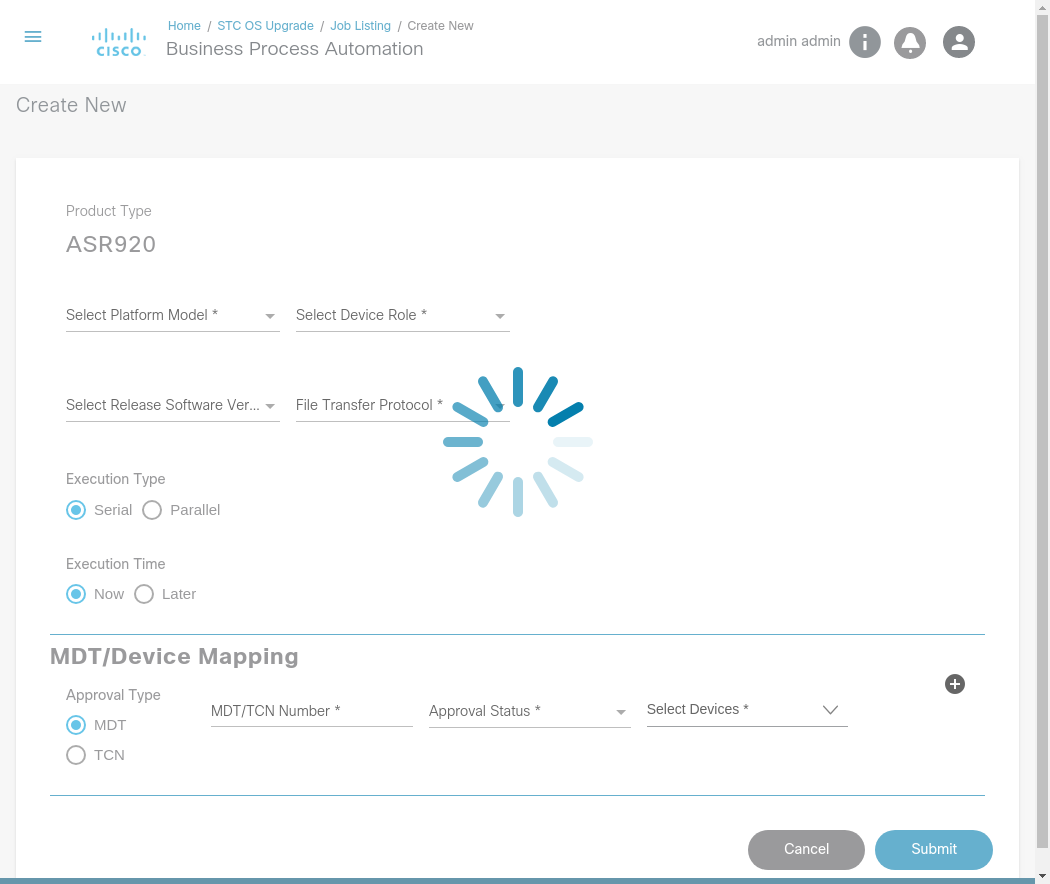 Home / STC OS Upgrade / Job Listing / Create New
CISCO
Business Process Automation
admin admin
Create New
Product Type
ASR920
Select Platform Model * Select Device Role *
Select Release Software Ver... File Transfer Protocol *
Execution Type
Serial Parallel
Execution Time
Now Later
MDT/Device Mapping
Approval Type
MDT/TCN Number * Approval Status * Select Devices *
MDT
TCN
Cancel Submit